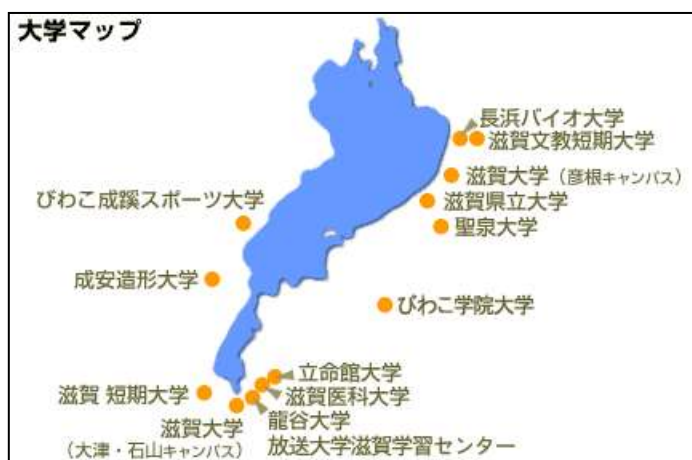 大学マップ
長浜バイオ大学
滋賀文教短期大学
滋賀大学（彦根キャンパス）
滋賀県立大学
びわこ成蹊スポーツ大学
聖泉大学
成安造形大学
びわこ学院大学
立命館大学
滋賀 短期大学
滋賀医科大学
滋賀大学
（大津・石山キャンパス）
龍谷大学
放送大学滋賀学習センター